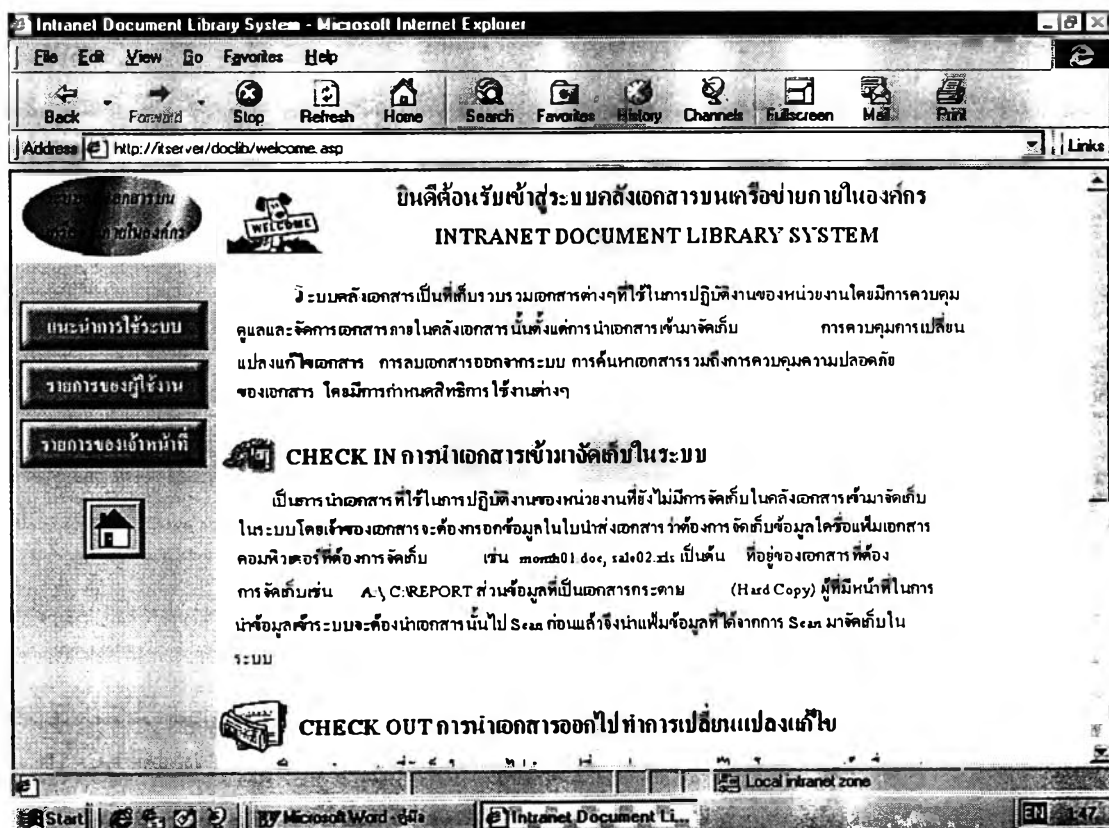 Intranet Document Library System - Microsoft Internet Explorer
File Edit View Go Favorites Help
Back Forward Stop Refresh Home Search Favorites History Channels Fullscreen Mail Print
Address http://itserver/doclib/welcome.asp Links
เอกสารบน
ภายในองค์กร
แนะนำการใช้ระบบ
รายการของผู้ใช้งาน
รายการของเจ้าหน้าที่
WELCOME
ยินดีต้อนรับเข้าสู่ระบบคลังเอกสารบนเครือข่ายภายในองค์กร
INTRANET DOCUMENT LIBRARY SYSTEM
ระบบคลังเอกสารเป็นที่เก็บรวบรวมเอกสารต่างๆที่ใช้ในการปฏิบัติงานของหน่วยงานโดยมีการควบคุม
ดูแลและจัดการเอกสารภายในคลังเอกสารนั้นตั้งแต่การนำเอกสารเข้ามาจัดเก็บ การควบคุมการเปลี่ยน
แปลงแก้ไขเอกสาร การลบเอกสารออกจากระบบ การค้นหาเอกสารรวมถึงการควบคุมความปลอดภัย
ของเอกสาร โดยมีการกำหนดสิทธิการใช้งานต่างๆ
CHECK IN การนำเอกสารเข้ามาจัดเก็บในระบบ
เป็นการนำเอกสารที่ใช้ในการปฏิบัติงานของหน่วยงานที่ยังไม่มีการจัดเก็บในคลังเอกสารเข้ามาจัดเก็บ
ในระบบโดยเจ้าของเอกสารจะต้องกรอกข้อมูลในใบนำส่งเอกสารว่าต้องการจัดเก็บข้อมูลใดชื่อแฟ้มเอกสาร
คอมพิวเตอร์ที่ต้องการจัดเก็บ เช่น month01.doc, sale02.xls เป็นต้น ที่อยู่ของเอกสารที่ต้อง
การจัดเก็บเช่น A:\ C:\REPORT ส่วนข้อมูลที่เป็นเอกสารกระดาษ (Hard Copy) ผู้ที่มีหน้าที่ในการ
นำข้อมูลเข้าระบบจะต้องนำเอกสารนั้นไป Scan ก่อนแล้วจึงนำแฟ้มข้อมูลที่ได้จากการ Scan มาจัดเก็บใน
ระบบ
CHECK OUT การนำเอกสารออกไปทำการเปลี่ยนแปลงแก้ไข
Local intranet zone
Start Microsoft Word - คู่มือ Intranet Document Li... EN 1:47